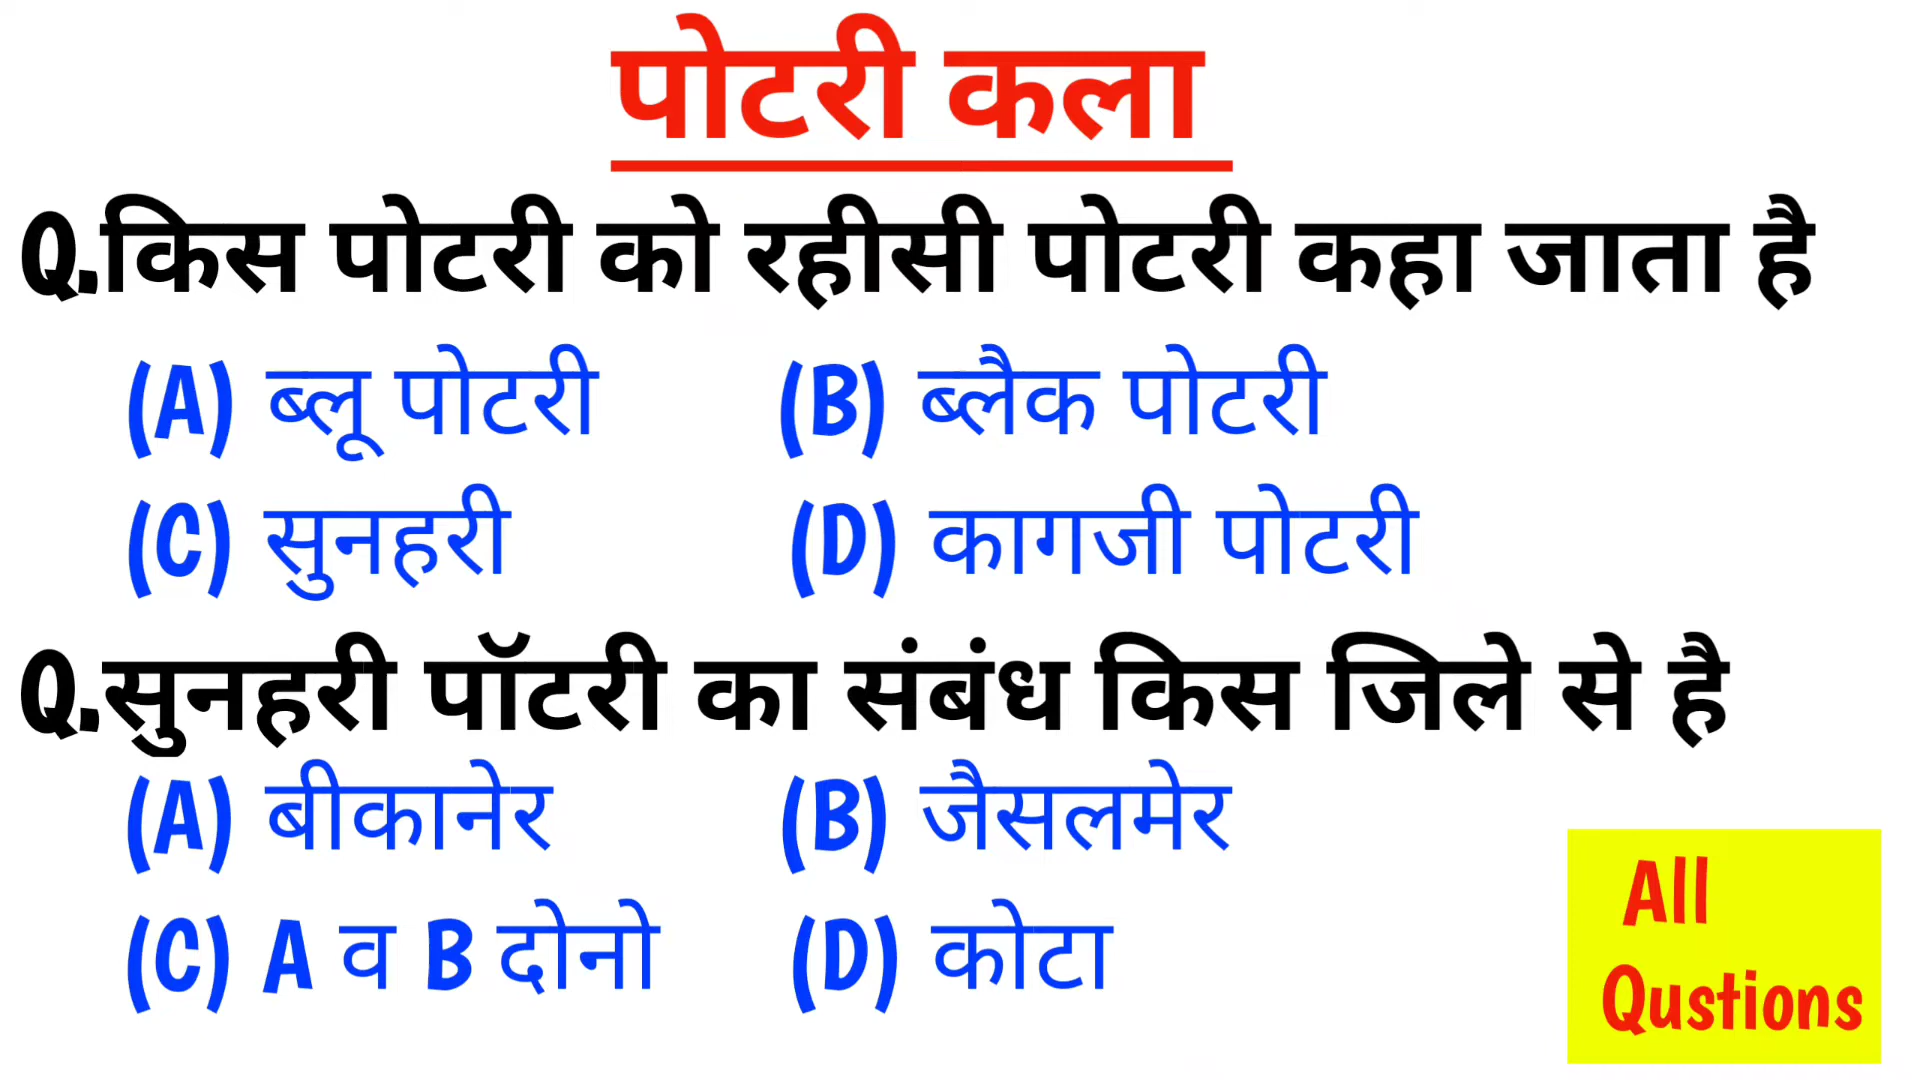 पोटरी कला
Q.किस पोटरी को रहीसी पोटरी कहा जाता है
(A) ब्लू पोटरी (B) ब्लैक पोटरी
(C) सुनहरी (D) कागजी पोटरी
Q.सुनहरी पॉटरी का संबंध किस जिले से है
(A) बीकानेर (B) जैसलमेर
(C) A व B दोनो (D) कोटा
All
Qustions